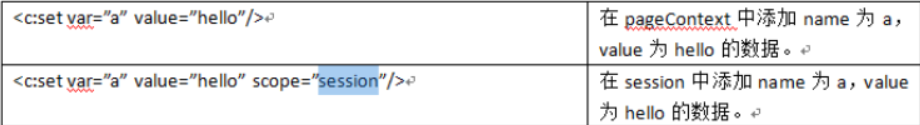 <c:set var=”a” value=”hello”/>
在 pageContext 中添加 name 为 a，
value 为 hello 的数据。
<c:set var=”a” value=”hello” scope=”session”/>
在 session 中添加 name 为 a，value
为 hello 的数据。